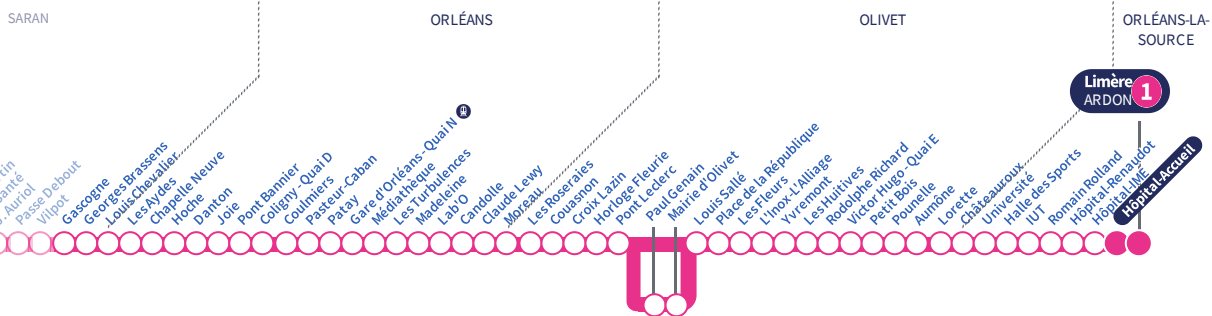 SARAN
ORLÉANS
OLIVET
ORLÉANS-LA-
SOURCE
Limère
ARDON
1
Auriol
Passe Debout
Vilpot
Gascogne
Georges Brassens
Louis Chevalier
Les Aydes
Chapelle Neuve
Hoche
Danton
Joie
Pont Bannier
Coligny - Quai D
Coulmiers
Pasteur-Caban
Patay
Gare d'Orléans - Quai N
Médiathèque
Les Turbulences
Madeleine
Lab'O
Candolle
Claude Lewy
Moreau
Les Roseraies
Couasnon
Croix Lazin
Horloge Fleurie
Pont Leclerc
Paul Genain
Mairie d'Olivet
Louis Sallé
Place de la République
Les Fleurs
L'Inox-L'Alliage
Yvremont
Les Huitives
Rodolphe Richard
Victor Hugo - Quai E
Petit Bois
Pounelle
Aumône
Lorette
Châteauroux
Université
Halle des Sports
IUT
Romain Rolland
Hôpital-Renaudot
Hôpital-IME
Hôpital-Accueil